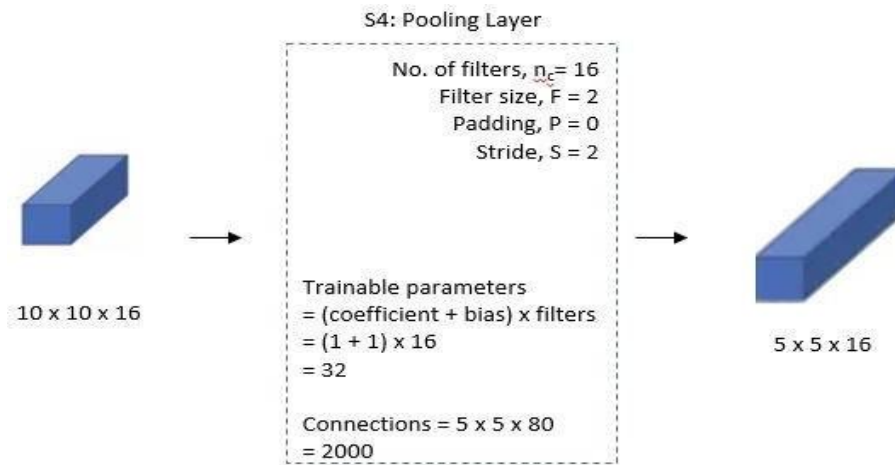 S4: Pooling Layer
No. of filters, nc= 16
Filter size, F = 2
Padding, P = 0
Stride, S = 2
10 x 10 x 16
Trainable parameters
= (coefficient + bias) x filters
= (1 + 1) x 16
= 32
Connections = 5 x 5 x 80
= 2000
5 x 5 x 16